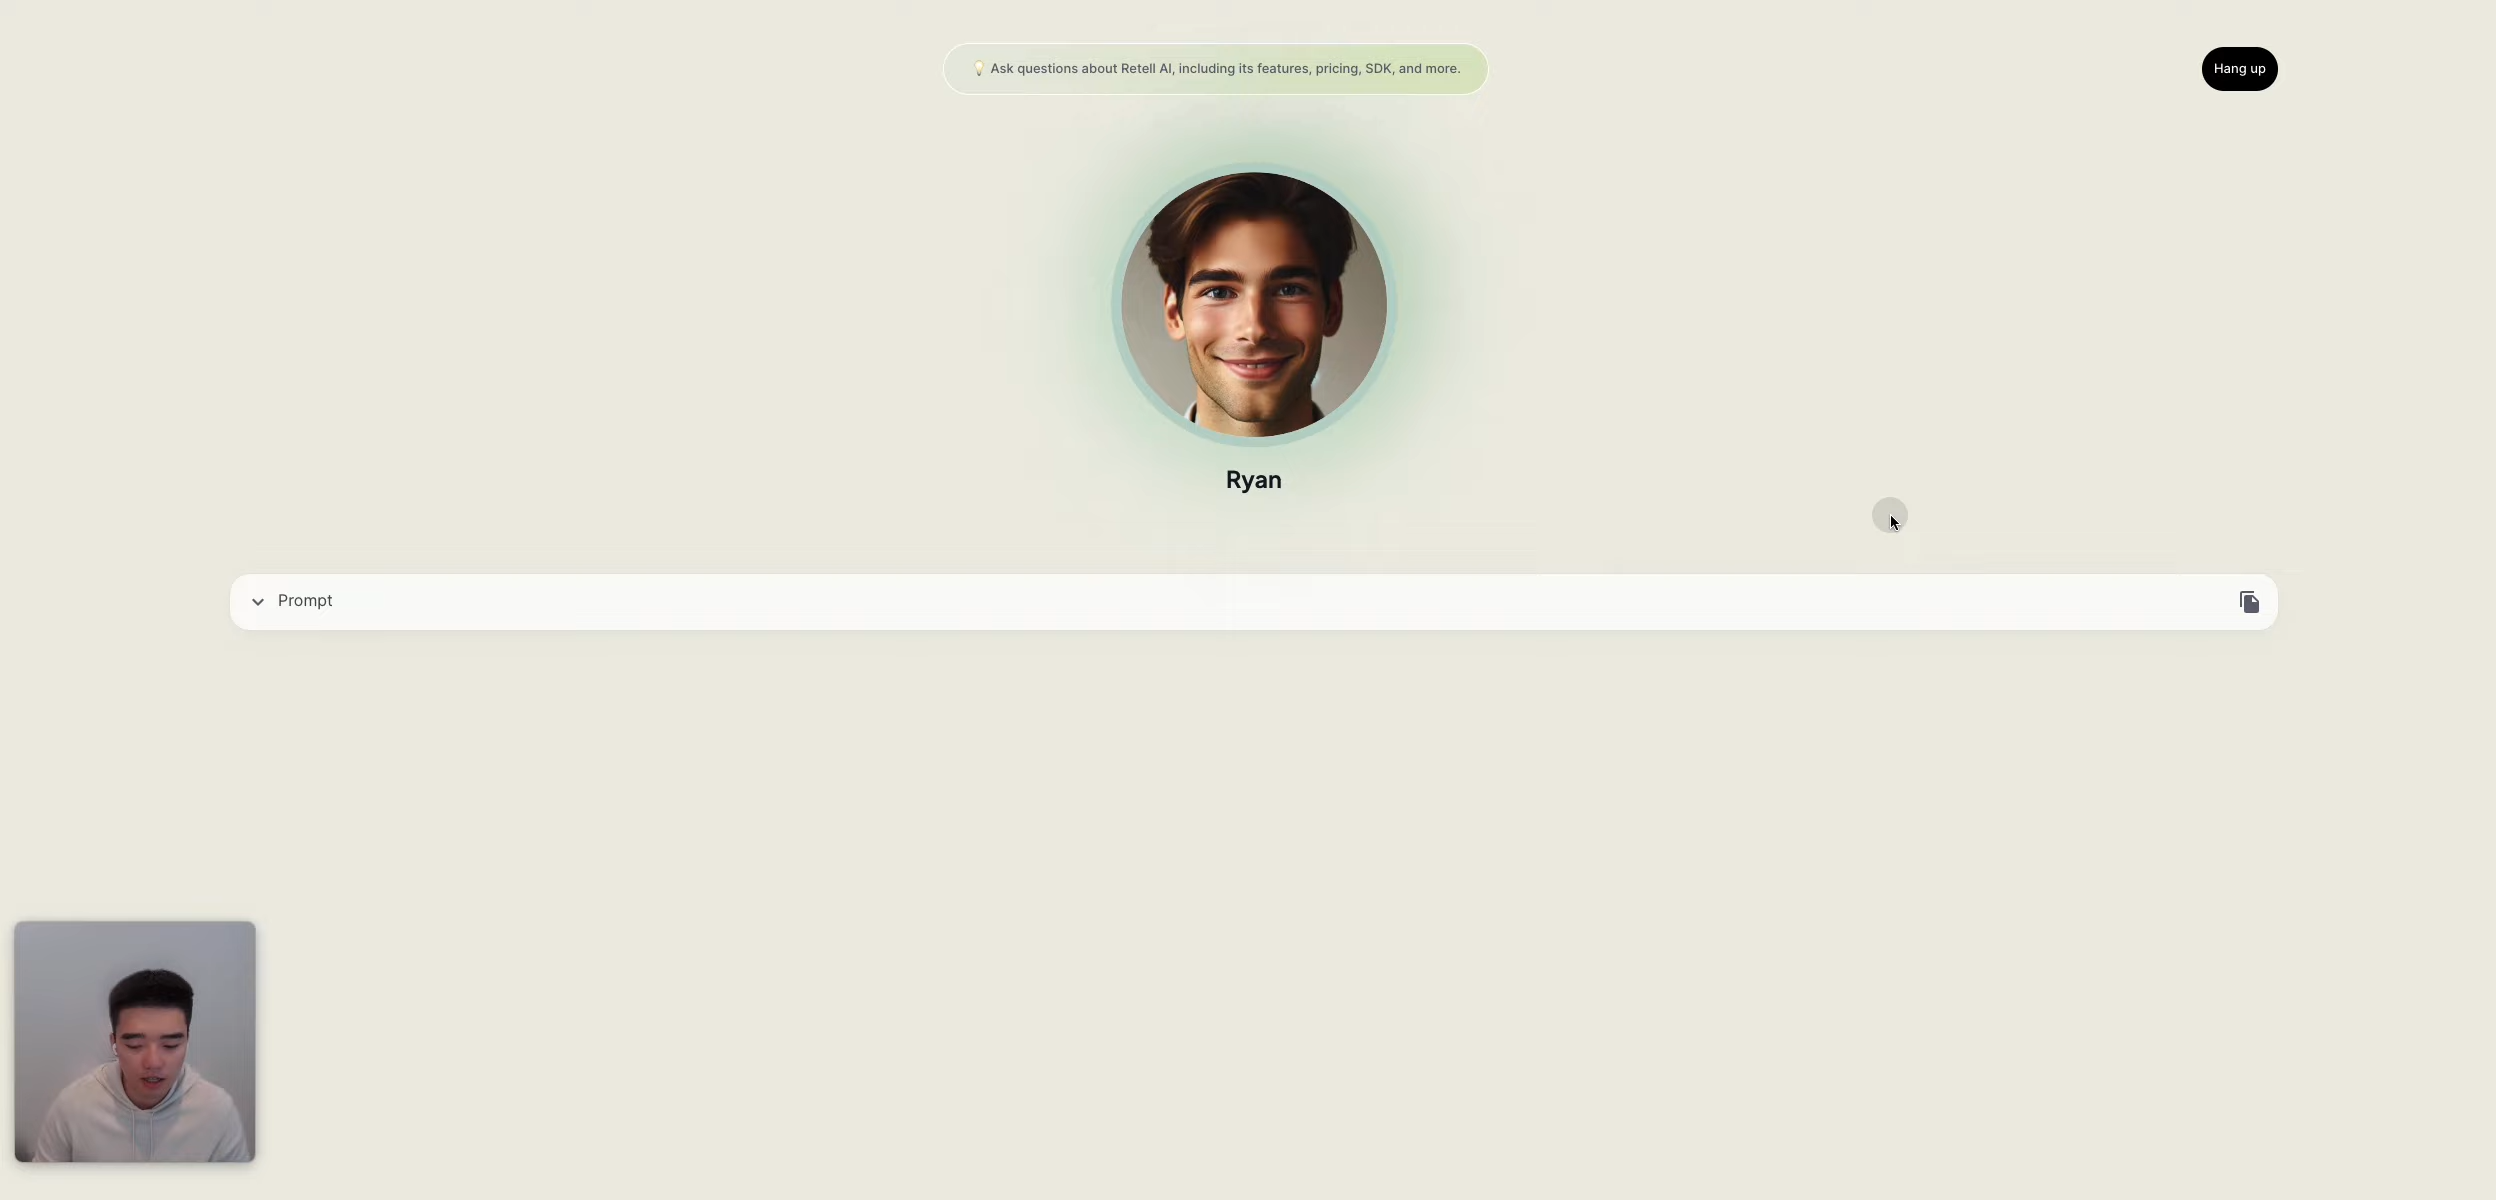 💡 Ask questions about Retell AI, including its features, pricing, SDK, and more.
Hang up
Ryan
Prompt